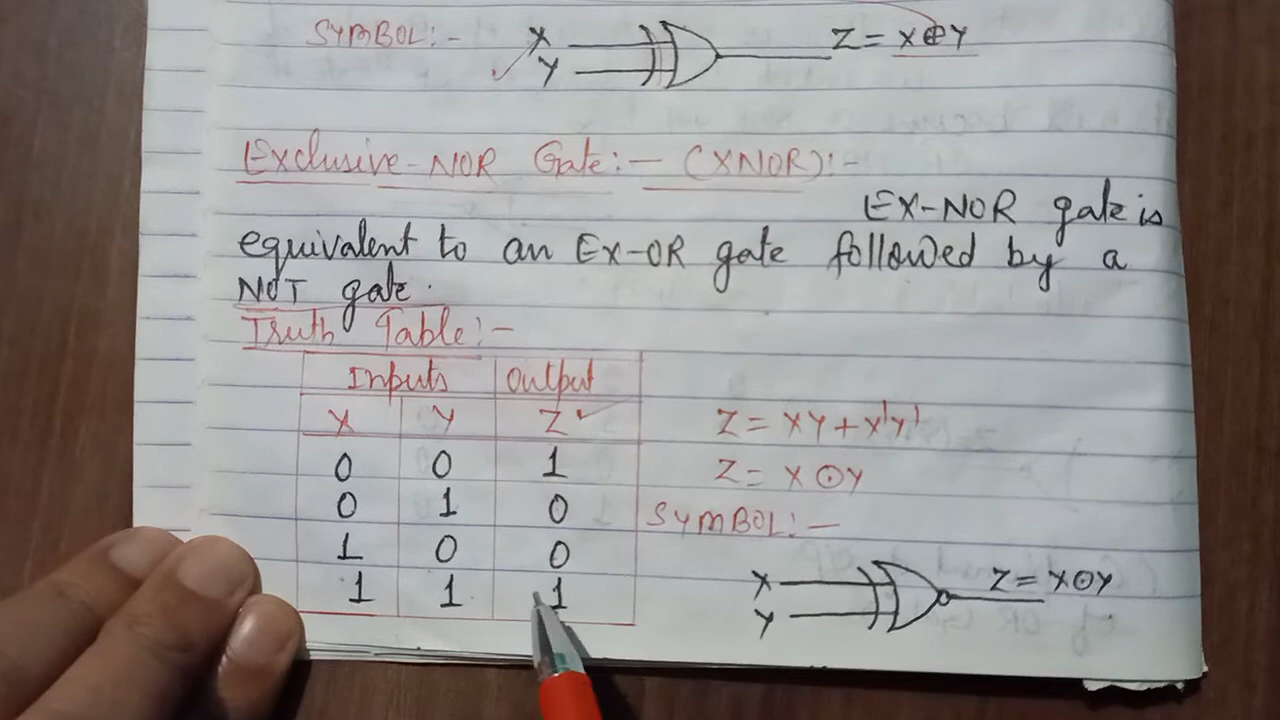 SYMBOL:- X Z = X⊕Y
Y
Exclusive-NOR Gate:- (XNOR):-
EX-NOR gate is
equivalent to an EX-OR gate followed by a
NOT gate.
Truth Table:-
Inputs Output
X Y Z
0 0 1
0 1 0
1 0 0
1 1 1
Z = XY + X'Y'
Z = X⊙Y
SYMBOL:-
X Z = X⊙Y
Y